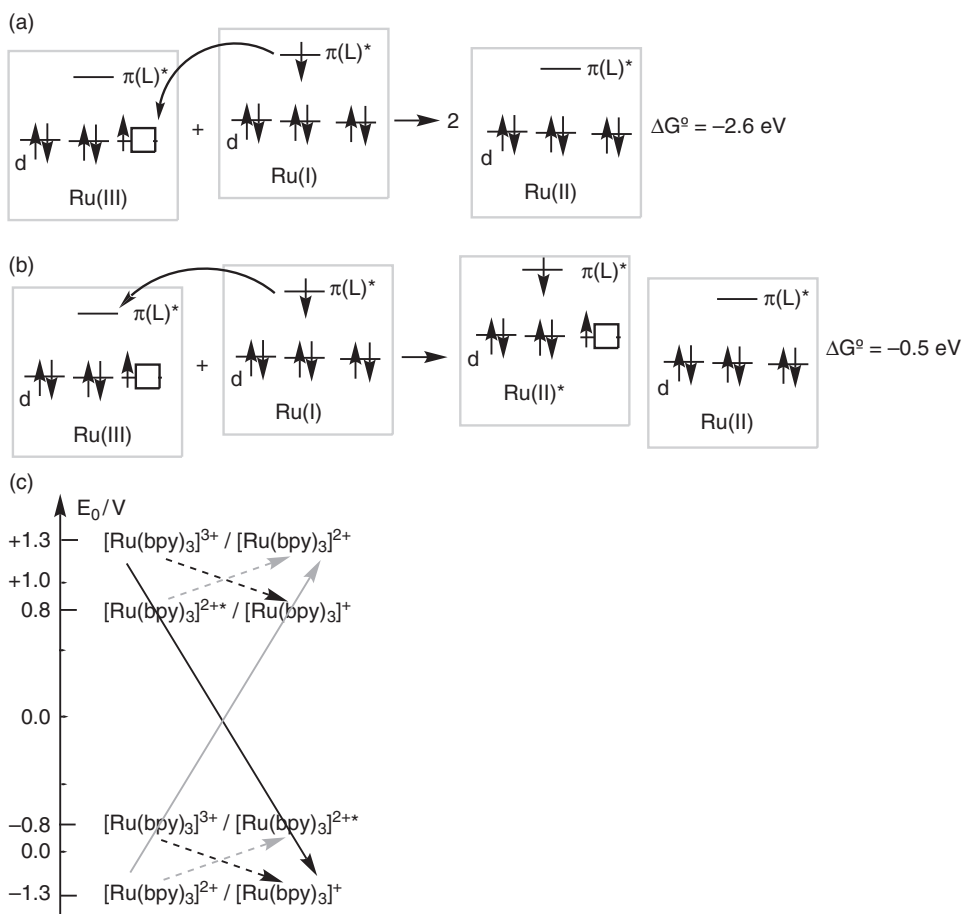 (a)
π(L)* π(L)* π(L)*
d + d 2 d ΔGº = –2.6 eV
Ru(III) Ru(I) Ru(II)
(b)
π(L)* π(L)* π(L)* π(L)*
d + d d d ΔGº = –0.5 eV
Ru(III) Ru(I) Ru(II)* Ru(II)
(c)
E₀/V
+1.3 [Ru(bpy)₃]³⁺ / [Ru(bpy)₃]²⁺
+1.0
0.8 [Ru(bpy)₃]²⁺* / [Ru(bpy)₃]⁺
0.0
–0.8 [Ru(bpy)₃]³⁺ / [Ru(bpy)₃]²⁺*
0.0
–1.3 [Ru(bpy)₃]²⁺ / [Ru(bpy)₃]⁺